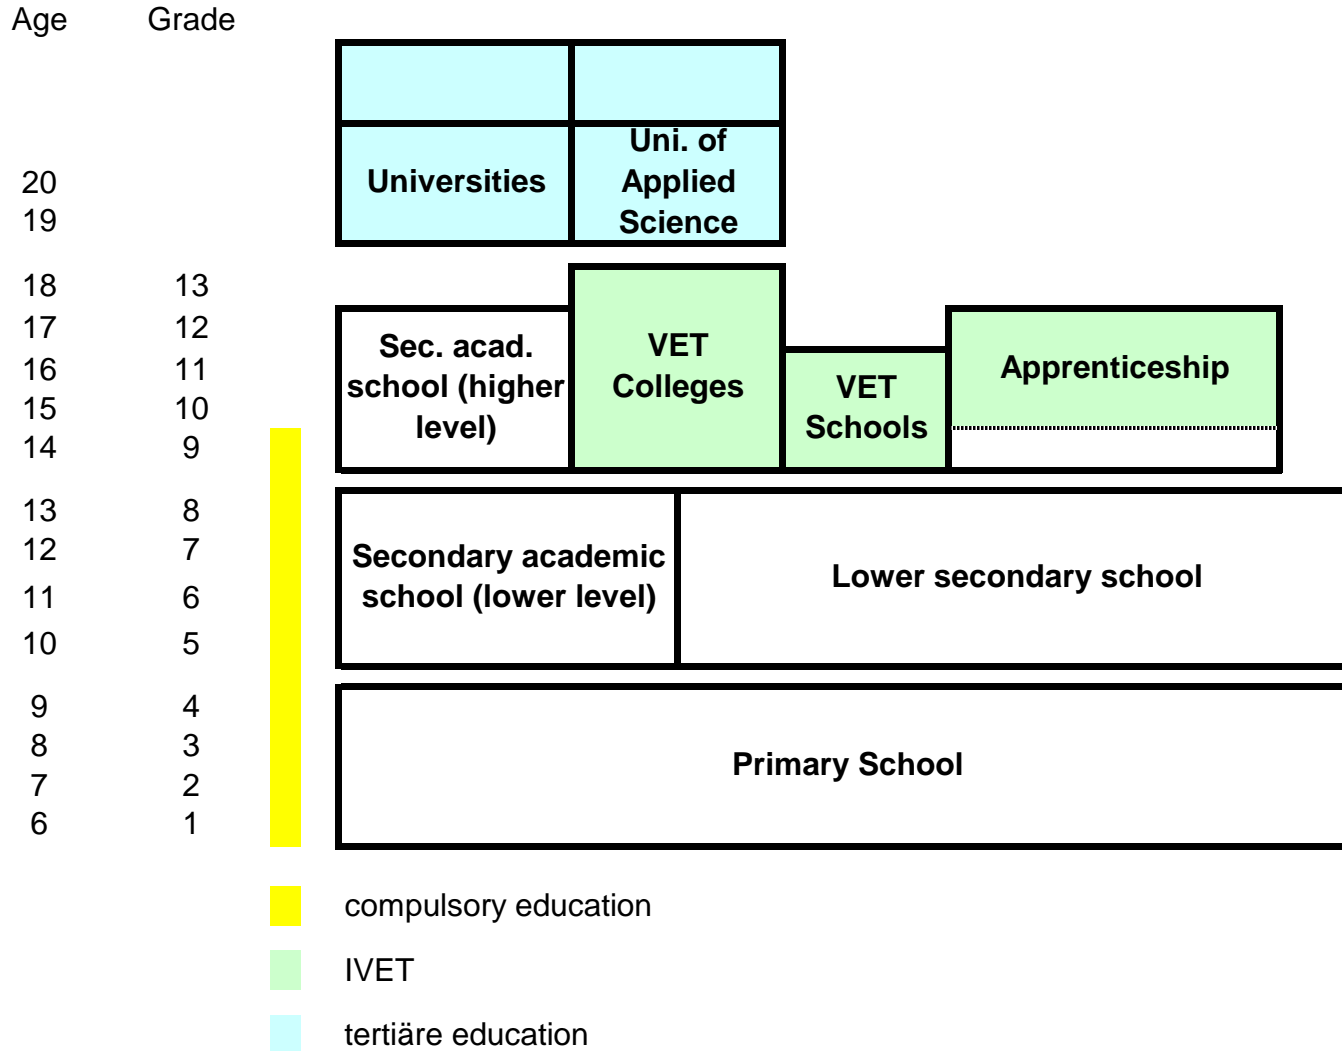 Age Grade
Universities
Uni. of
Applied
Science
20
19
18 13
17 12
16 11
15 10
14 9
Sec. acad.
school (higher
level)
VET
Colleges
VET
Schools
Apprenticeship
13 8
12 7
11 6
10 5
Secondary academic
school (lower level)
Lower secondary school
9 4
8 3
7 2
6 1
Primary School
compulsory education
IVET
tertiäre education